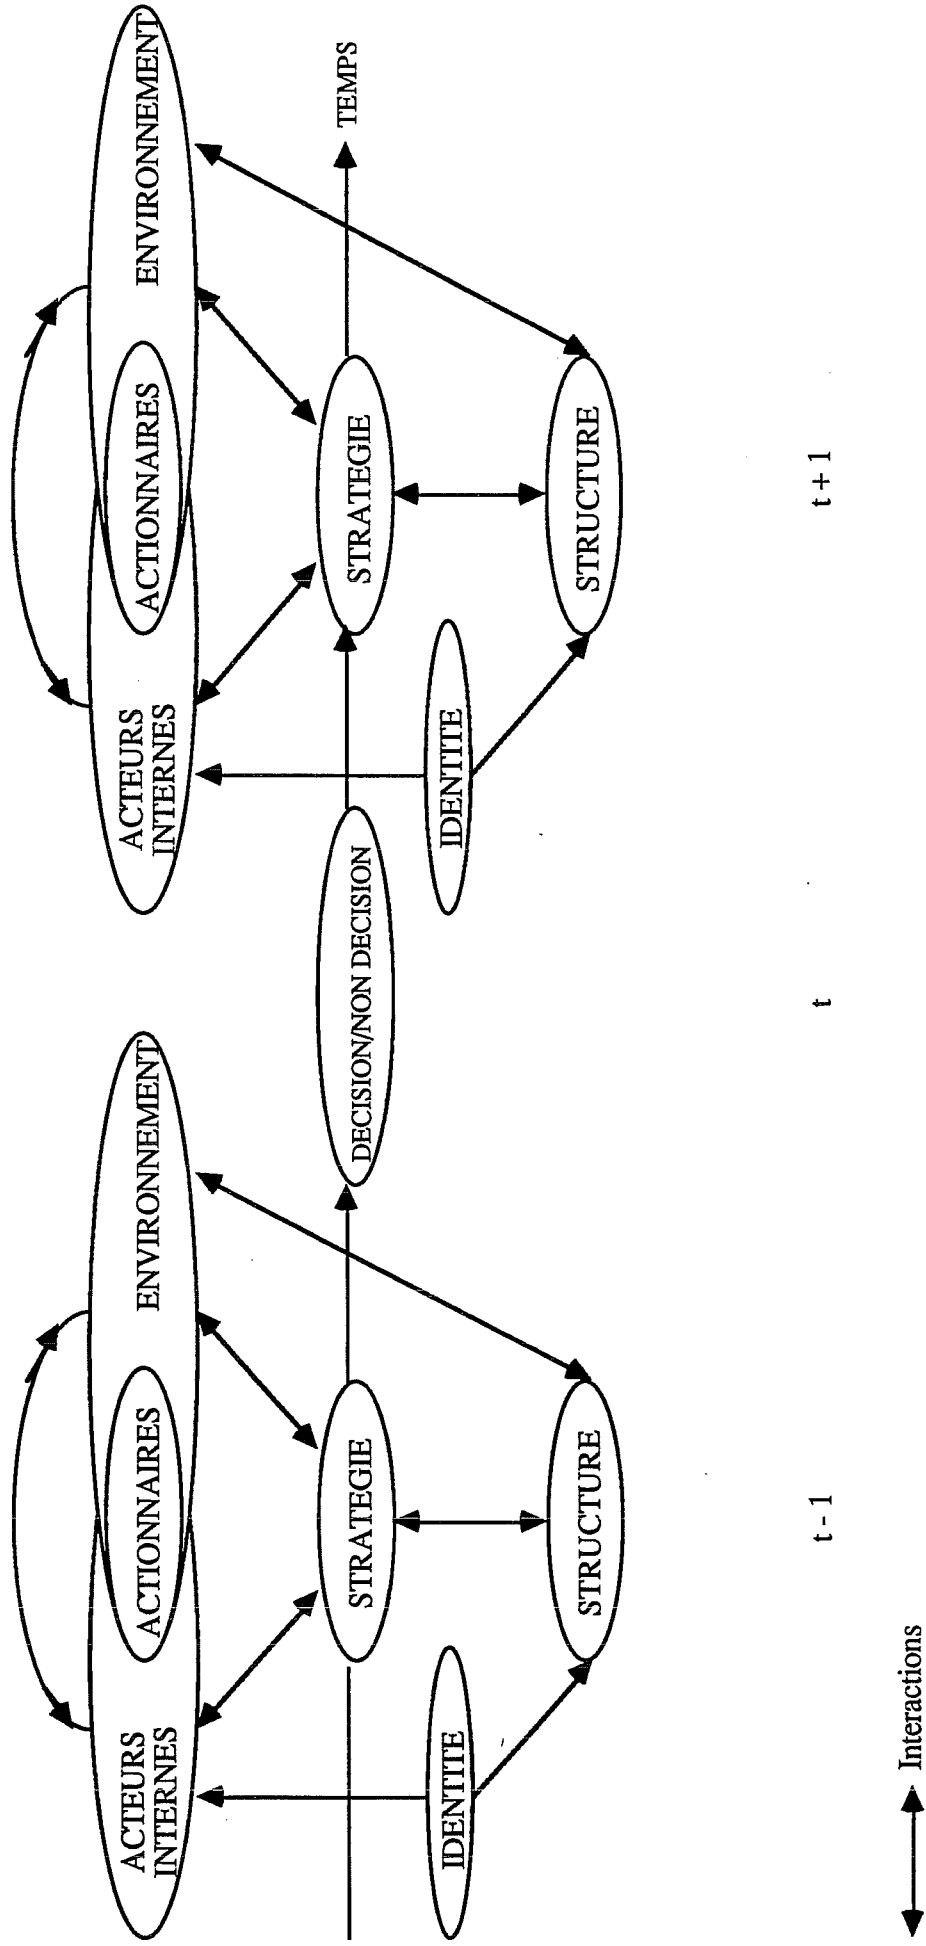 ACTEURS
INTERNES
ACTIONNAIRES
ENVIRONNEMENT
STRATEGIE
IDENTITE
STRUCTURE
DECISION/NON DECISION
ACTEURS
INTERNES
ACTIONNAIRES
ENVIRONNEMENT
STRATEGIE
TEMPS
IDENTITE
STRUCTURE
t - 1
t
t + 1
Interactions